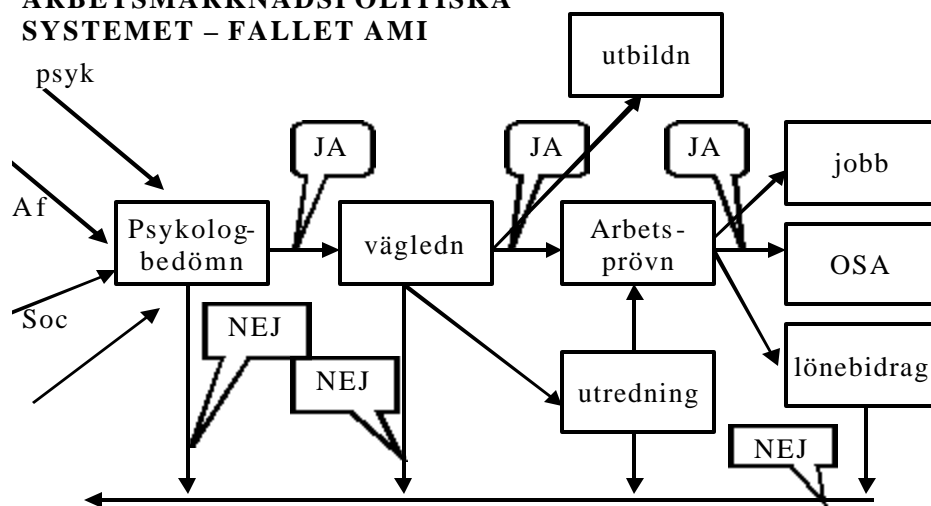 ARBETSMARKNADSPOLITISKA
SYSTEMET – FALLET AMI
utbildn
psyk
JA
JA
JA
jobb
Af
Psykolog-
bedömn
vägledn
Arbets-
prövn
OSA
Soc
NEJ
NEJ
utredning
lönebidrag
NEJ